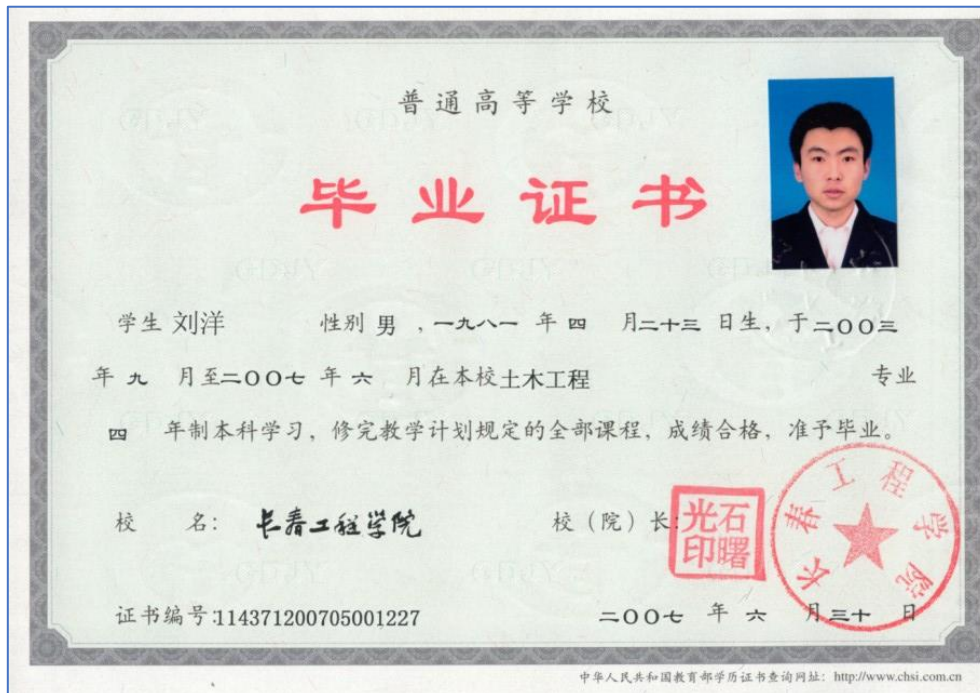 普通高等学校
毕业证书
学生 刘洋 性别 男 ，一九八一 年 四 月二十三 日生，于 二〇〇三
年 九 月至二〇〇七 年 六 月在本校土木工程 专业
四 年制本科学习，修完教学计划规定的全部课程，成绩合格，准予毕业。
校 名： 长春工程学院 校（院）长：
石曙光印
长春工程学院
证书编号:114371200705001227 二〇〇七 年 六 月三十 日
中华人民共和国教育部学历证书查询网址：http://www.chsi.com.cn